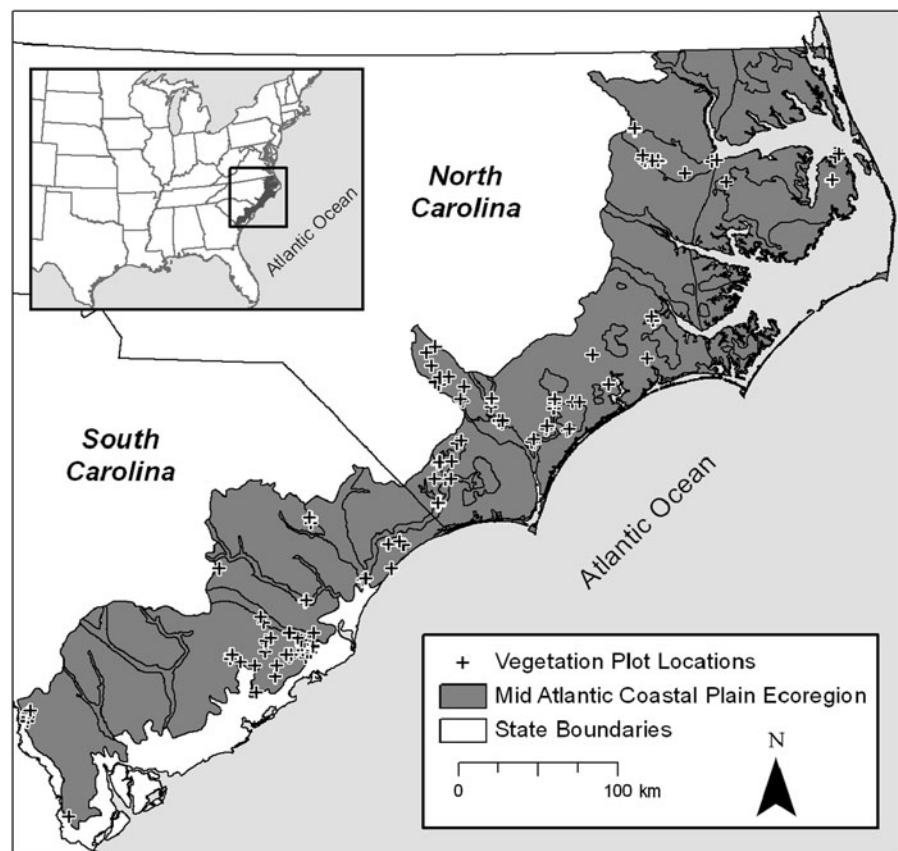 North
Carolina
Atlantic Ocean
South
Carolina
Atlantic Ocean
+ Vegetation Plot Locations
Mid Atlantic Coastal Plain Ecoregion
State Boundaries
N
0 100 km